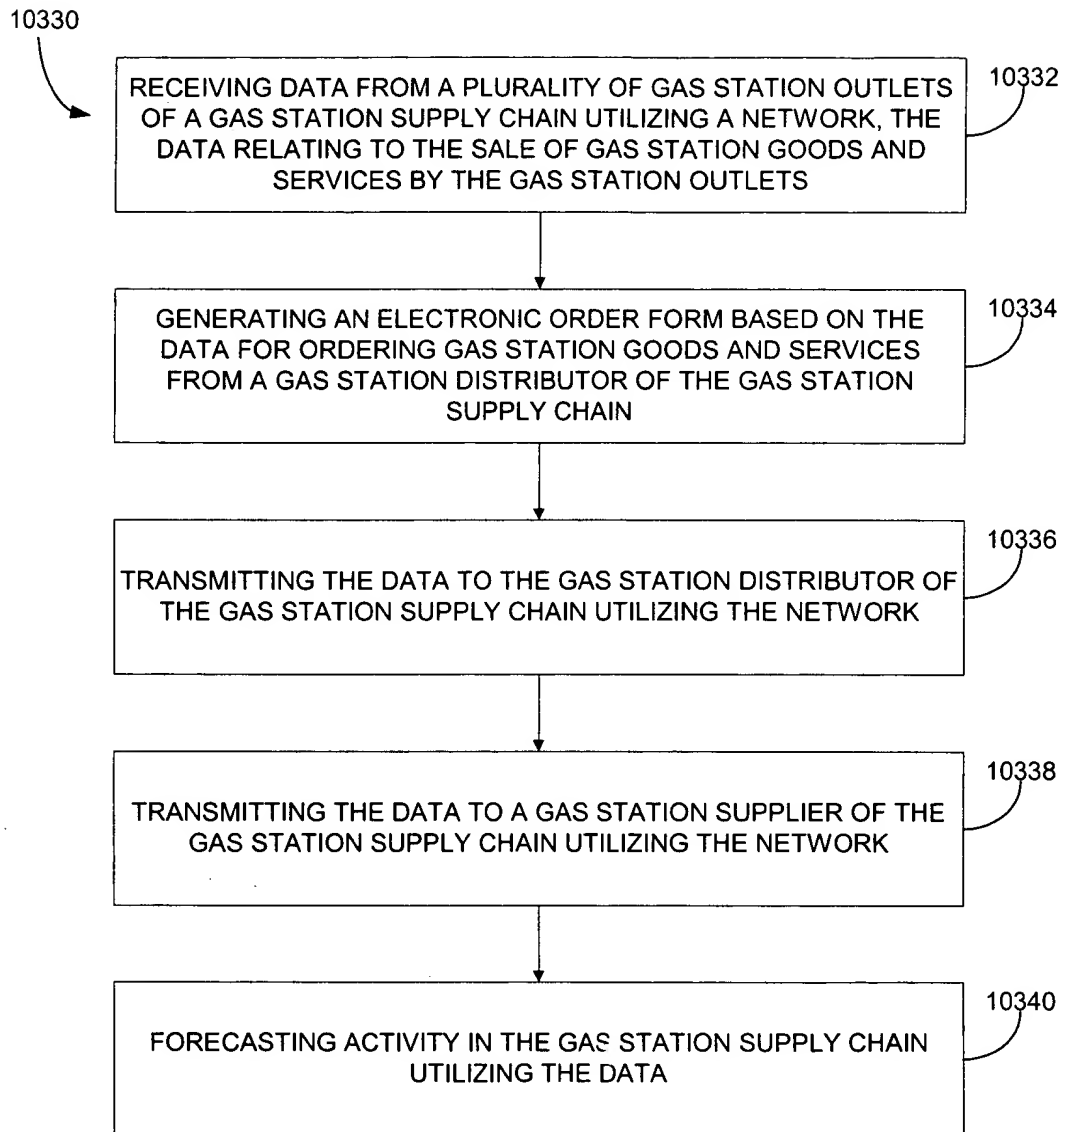 10330
RECEIVING DATA FROM A PLURALITY OF GAS STATION OUTLETS
OF A GAS STATION SUPPLY CHAIN UTILIZING A NETWORK, THE
DATA RELATING TO THE SALE OF GAS STATION GOODS AND
SERVICES BY THE GAS STATION OUTLETS
10332
GENERATING AN ELECTRONIC ORDER FORM BASED ON THE
DATA FOR ORDERING GAS STATION GOODS AND SERVICES
FROM A GAS STATION DISTRIBUTOR OF THE GAS STATION
SUPPLY CHAIN
10334
TRANSMITTING THE DATA TO THE GAS STATION DISTRIBUTOR OF
THE GAS STATION SUPPLY CHAIN UTILIZING THE NETWORK
10336
TRANSMITTING THE DATA TO A GAS STATION SUPPLIER OF THE
GAS STATION SUPPLY CHAIN UTILIZING THE NETWORK
10338
FORECASTING ACTIVITY IN THE GAS STATION SUPPLY CHAIN
UTILIZING THE DATA
10340